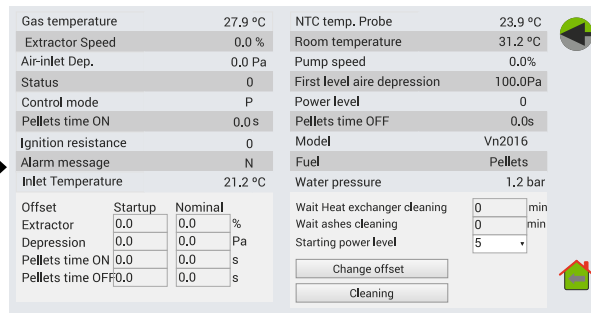 Gas temperature 27.9 ºC
Extractor Speed 0.0 %
Air-inlet Dep. 0.0 Pa
Status 0
Control mode P
Pellets time ON 0.0 s
Ignition resistance 0
Alarm message N
Inlet Temperature 21.2 ºC
NTC temp. Probe 23.9 ºC
Room temperature 31.2 ºC
Pump speed 0.0%
First level aire depression 100.0Pa
Power level 0
Pellets time OFF 0.0s
Model Vn2016
Fuel Pellets
Water pressure 1.2 bar
Offset Startup Nominal
Extractor 0.0 0.0 %
Depression 0.0 0.0 Pa
Pellets time ON 0.0 0.0 s
Pellets time OFF 0.0 0.0 s
Wait Heat exchanger cleaning 0 min
Wait ashes cleaning 0 min
Starting power level 5
Change offset
Cleaning